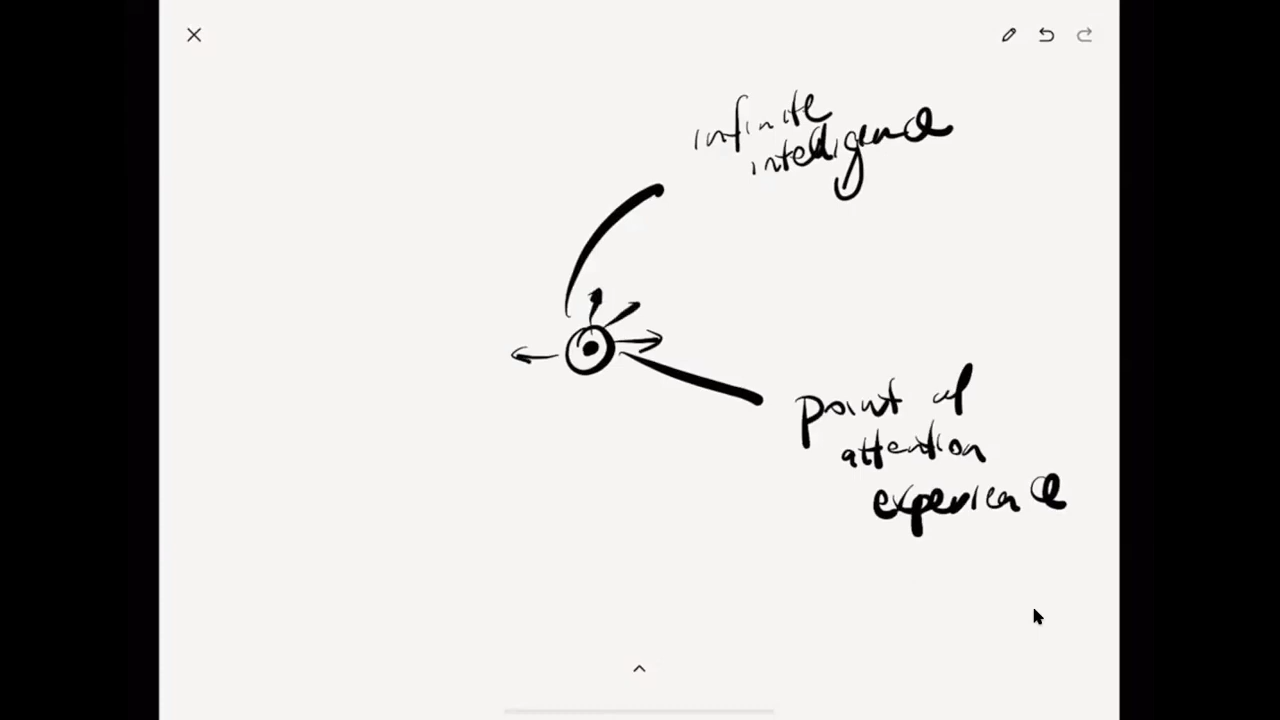 infinite
intelligence
point of
attention
experience